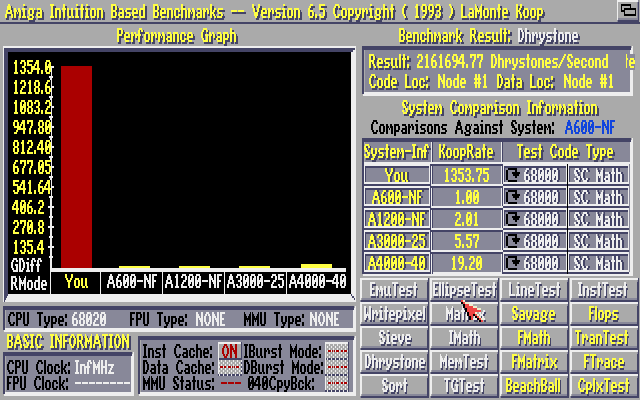 Amiga Intuition Based Benchmarks -- Version 6.5 Copyright ( 1993 ) LaMonte Koop
Performance Graph
1354.0
1218.6
1083.2
947.80
812.40
677.05
541.64
406.2
270.8
135.4
GDiff
RMode You A600-NF A1200-NF A3000-25 A4000-40
CPU Type: 68020 FPU Type: NONE MMU Type: NONE
BASIC INFORMATION
CPU Clock: InfMHz
FPU Clock: ---------
Inst Cache: ON IBurst Mode: ---
Data Cache: --- DBurst Mode: ---
MMU Status: --- 040CpyBck: ---
Benchmark Result: Dhrystone
Result: 2161694.77 Dhrystones/Second te
Code Loc: Node #1 Data Loc: Node #1
System Comparison Information
Comparisons Against System: A600-NF
System-Inf KoopRate Test Code Type
You 1353.75 68000 SC Math
A600-NF 1.00 68000 SC Math
A1200-NF 2.01 68000 SC Math
A3000-25 5.57 68000 SC Math
A4000-40 19.20 68000 SC Math
EmuTest EllipseTest LineTest InstTest
Writepixel Savage Flops
Sieve IMath FMath TranTest
Dhrystone MemTest FMatrix FTrace
Sort TGTest BeachBall CplxTest